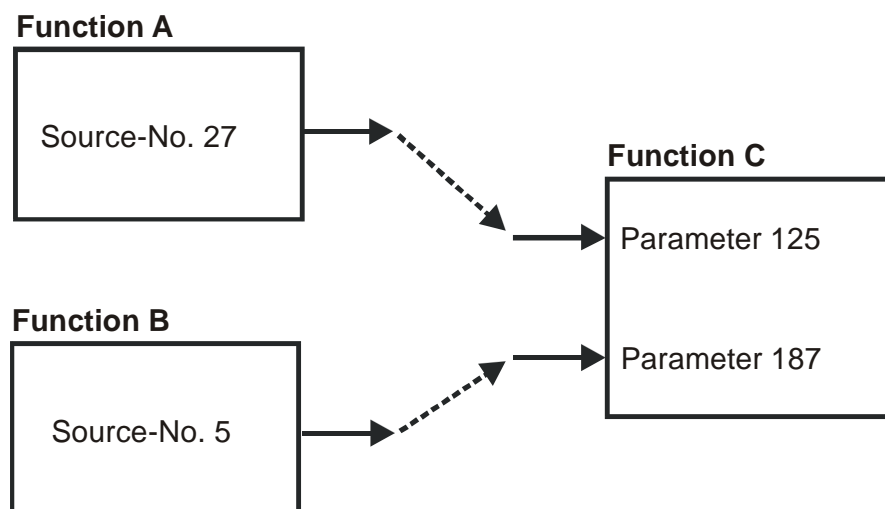 Function A
Source-No. 27
Function C
Parameter 125
Function B
Parameter 187
Source-No. 5